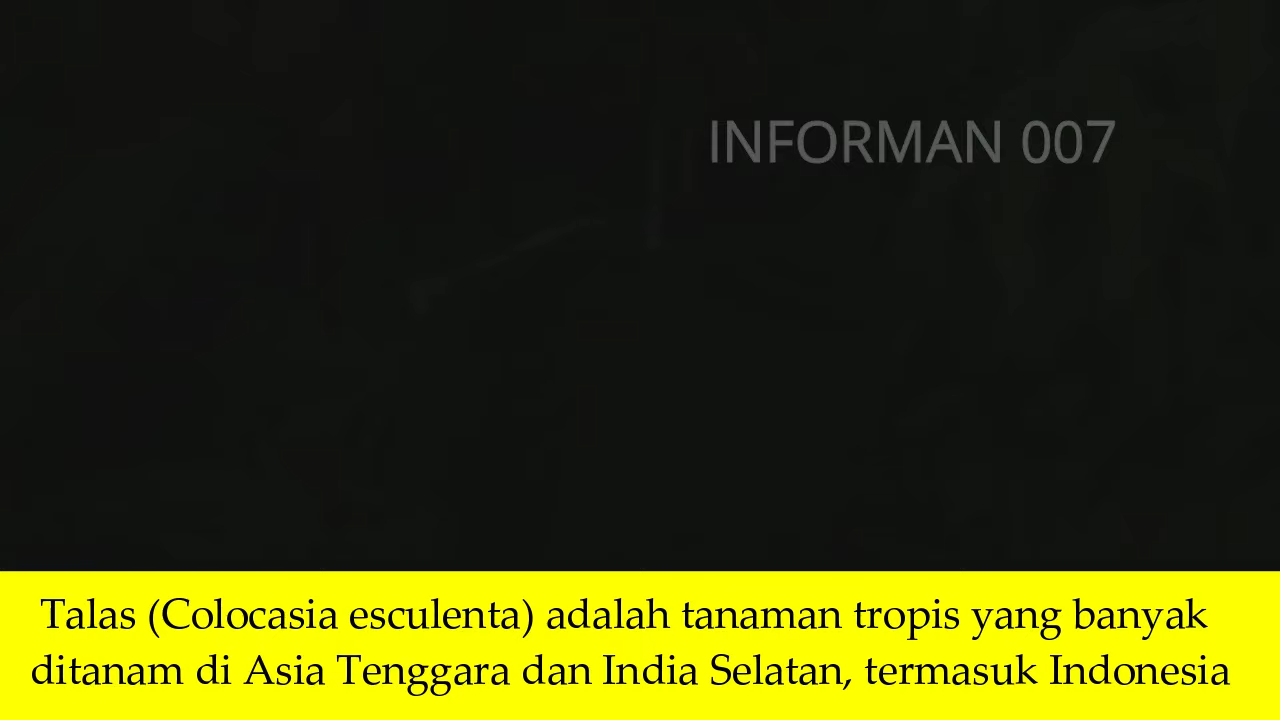 INFORMAN 007
Talas (Colocasia esculenta) adalah tanaman tropis yang banyak
ditanam di Asia Tenggara dan India Selatan, termasuk Indonesia